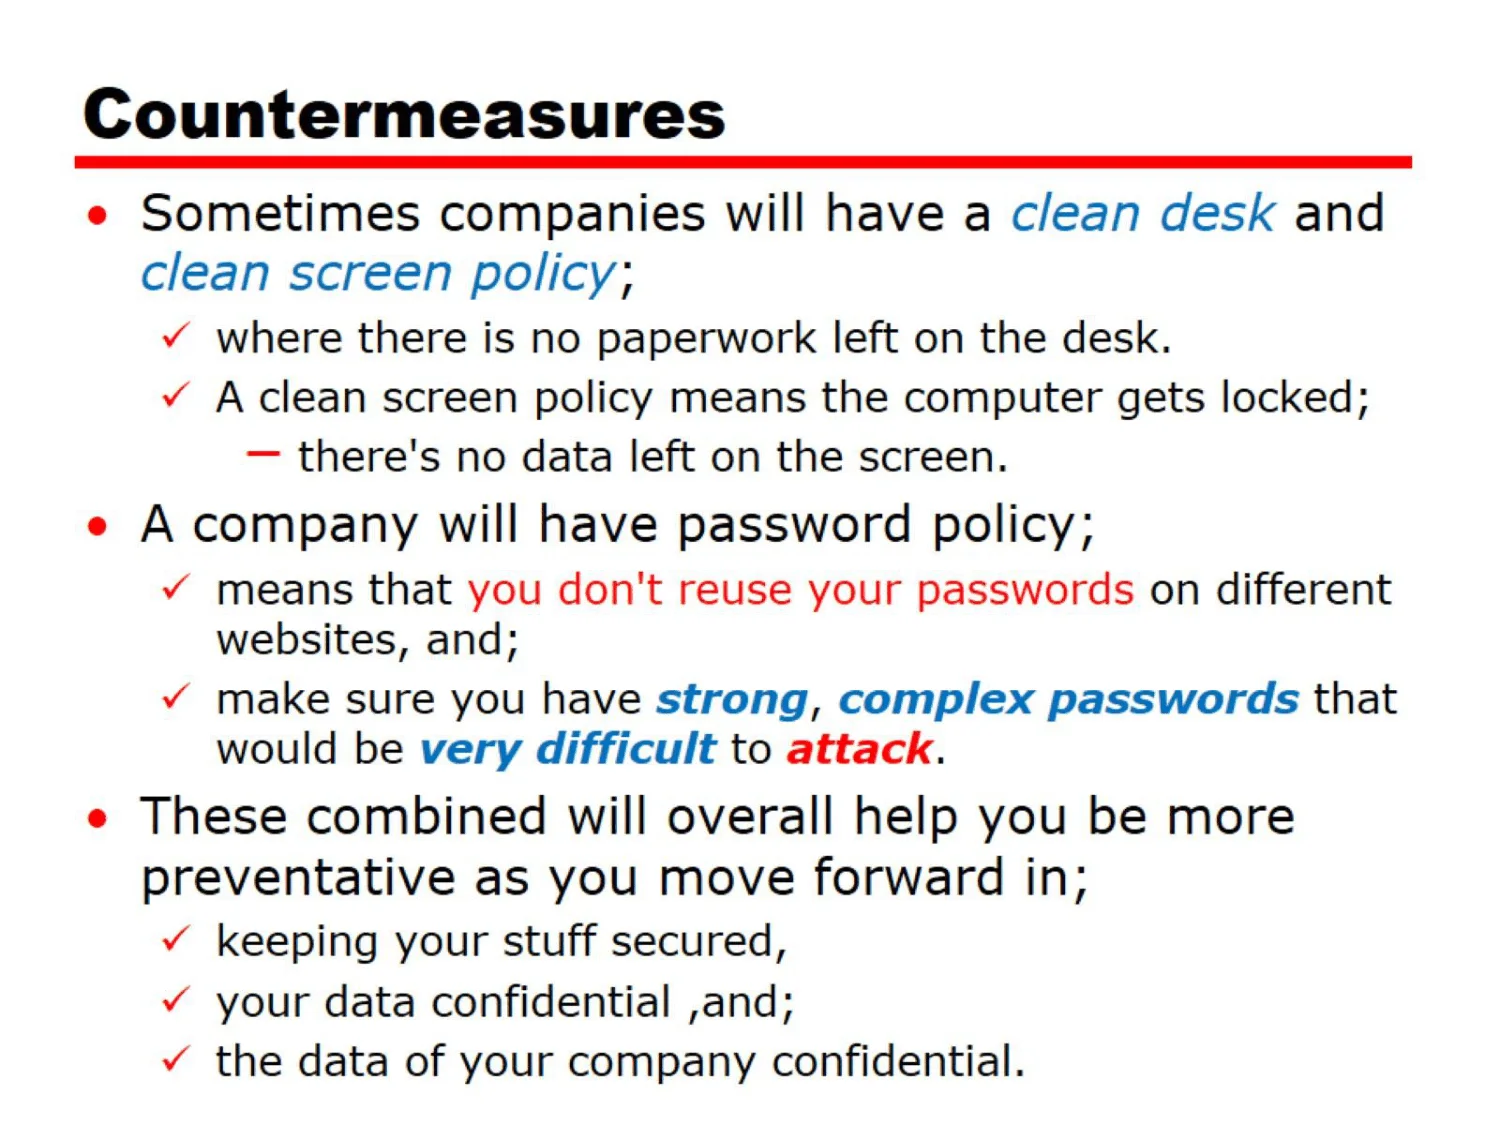 Countermeasures
• Sometimes companies will have a clean desk and
clean screen policy;
✓ where there is no paperwork left on the desk.
✓ A clean screen policy means the computer gets locked;
– there's no data left on the screen.
• A company will have password policy;
✓ means that you don't reuse your passwords on different
websites, and;
✓ make sure you have strong, complex passwords that
would be very difficult to attack.
• These combined will overall help you be more
preventative as you move forward in;
✓ keeping your stuff secured,
✓ your data confidential ,and;
✓ the data of your company confidential.